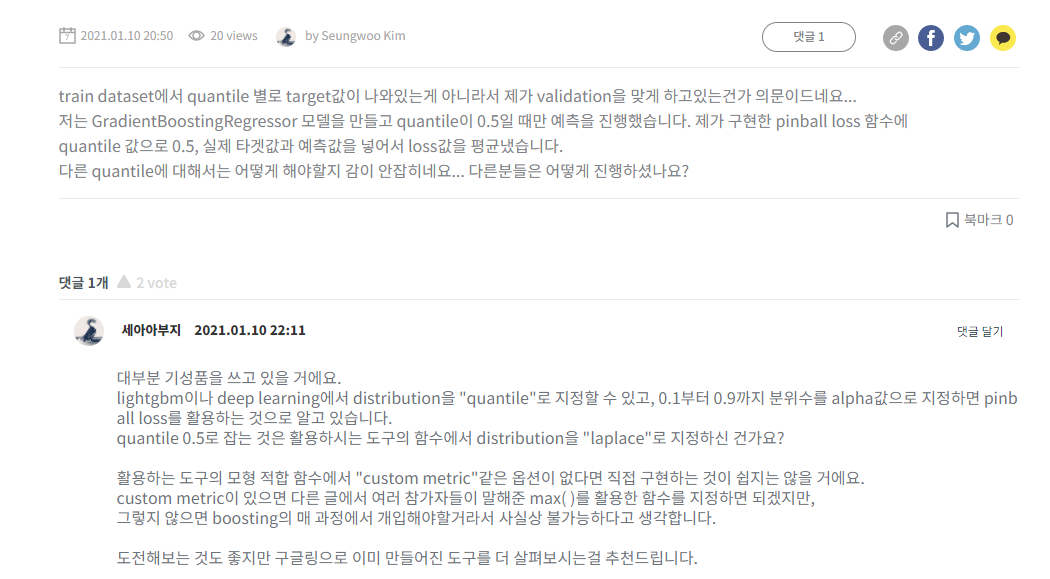 2021.01.10 20:50 20 views by Seungwoo Kim 댓글 1
train dataset에서 quantile 별로 target값이 나와있는게 아니라서 제가 validation을 맞게 하고있는건가 의문이드네요...
저는 GradientBoostingRegressor 모델을 만들고 quantile이 0.5일 때만 예측을 진행했습니다. 제가 구현한 pinball loss 함수에
quantile 값으로 0.5, 실제 타겟값과 예측값을 넣어서 loss값을 평균냈습니다.
다른 quantile에 대해서는 어떻게 해야할지 감이 안잡히네요... 다른분들은 어떻게 진행하셨나요?
북마크 0
댓글 1개 2 vote
세아아부지 2021.01.10 22:11 댓글 달기
대부분 기성품을 쓰고 있을 거에요.
lightgbm이나 deep learning에서 distribution을 "quantile"로 지정할 수 있고, 0.1부터 0.9까지 분위수를 alpha값으로 지정하면 pinb
all loss를 활용하는 것으로 알고 있습니다.
quantile 0.5로 잡는 것은 활용하시는 도구의 함수에서 distribution을 "laplace"로 지정하신 건가요?
활용하는 도구의 모형 적합 함수에서 "custom metric"같은 옵션이 없다면 직접 구현하는 것이 쉽지는 않을 거에요.
custom metric이 있으면 다른 글에서 여러 참가자들이 말해준 max( )를 활용한 함수를 지정하면 되겠지만,
그렇지 않으면 boosting의 매 과정에서 개입해야할거라서 사실상 불가능하다고 생각합니다.
도전해보는 것도 좋지만 구글링으로 이미 만들어진 도구를 더 살펴보시는걸 추천드립니다.